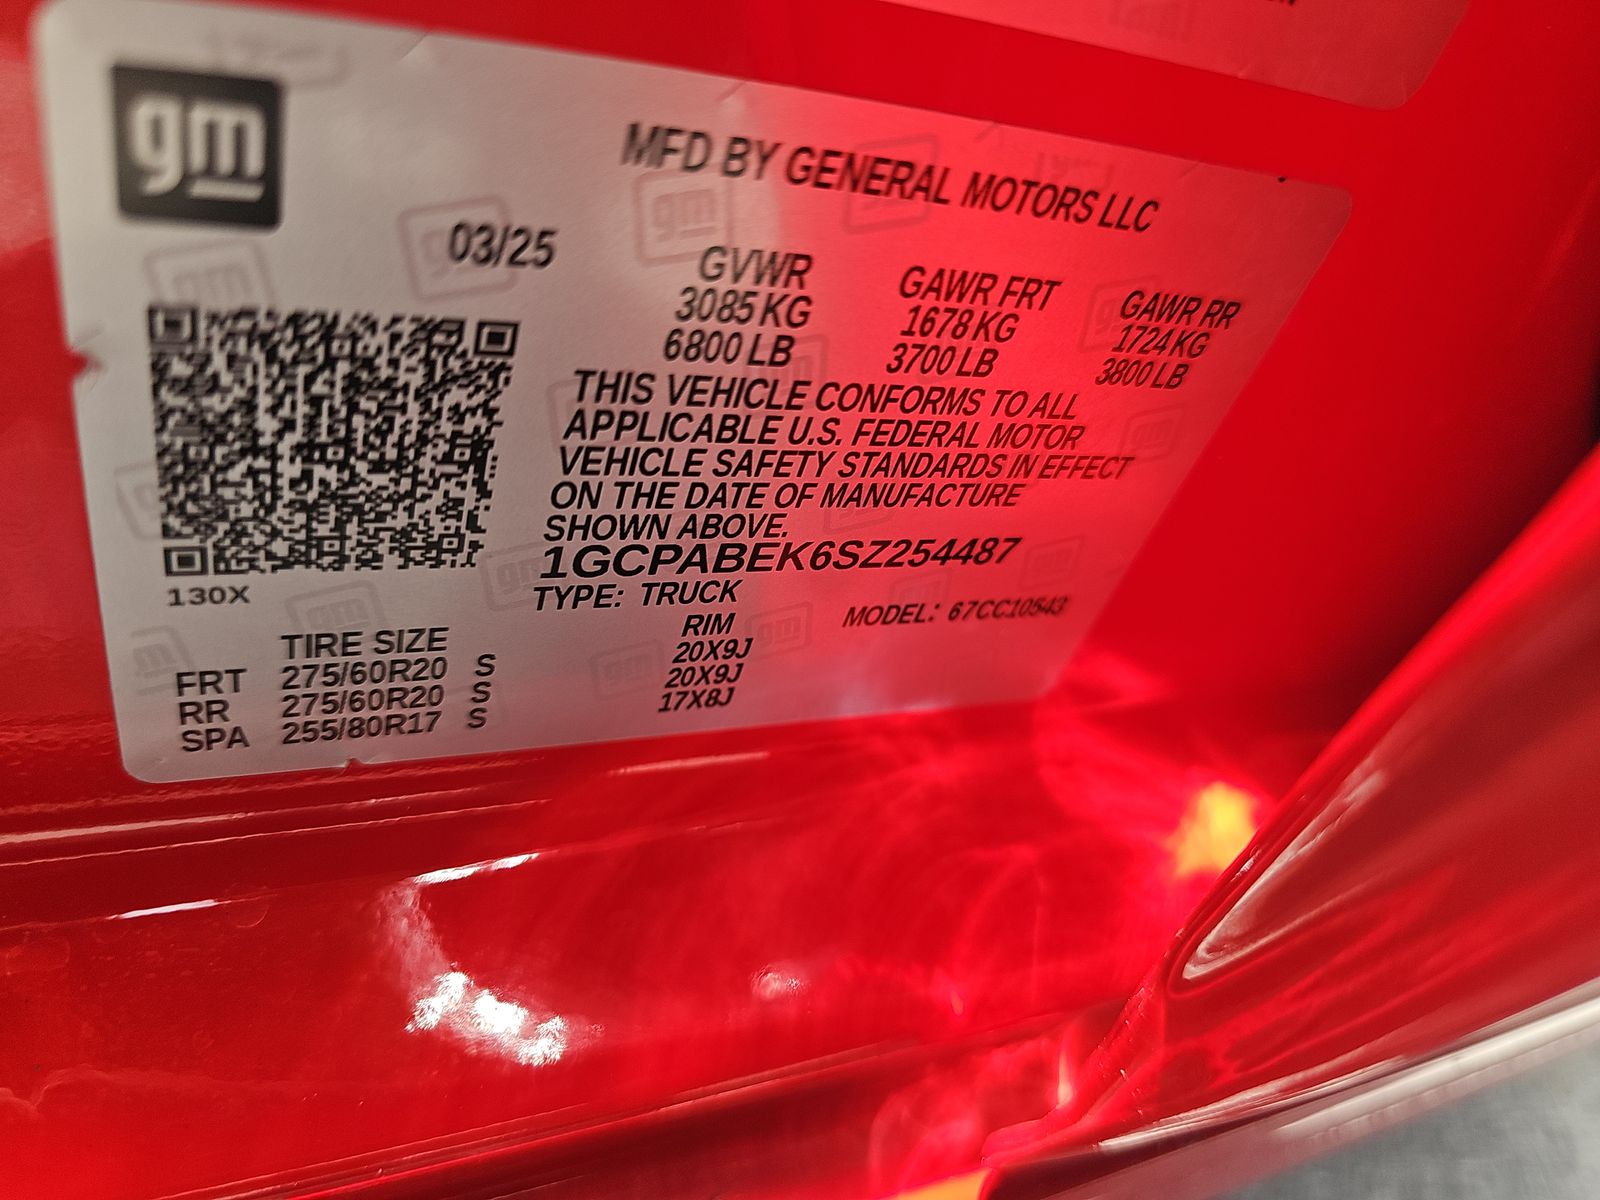 gm
MFD BY GENERAL MOTORS LLC
03/25
GVWR GAWR FRT GAWR RR
3085 KG 1678 KG 1724 KG
6800 LB 3700 LB 3800 LB
THIS VEHICLE CONFORMS TO ALL
APPLICABLE U.S. FEDERAL MOTOR
VEHICLE SAFETY STANDARDS IN EFFECT
ON THE DATE OF MANUFACTURE
SHOWN ABOVE.
1GCPABEK6SZ254487
130X
TYPE: TRUCK MODEL: 67CC10543
TIRE SIZE RIM
FRT 275/60R20 S 20X9J
RR 275/60R20 S 20X9J
SPA 255/80R17 S 17X8J